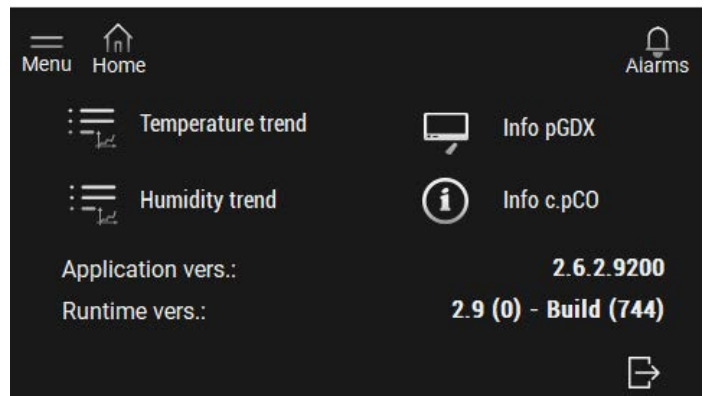 Menu Home Alarms
Temperature trend Info pGDX
Humidity trend Info c.pCO
Application vers.: 2.6.2.9200
Runtime vers.: 2.9 (0) - Build (744)